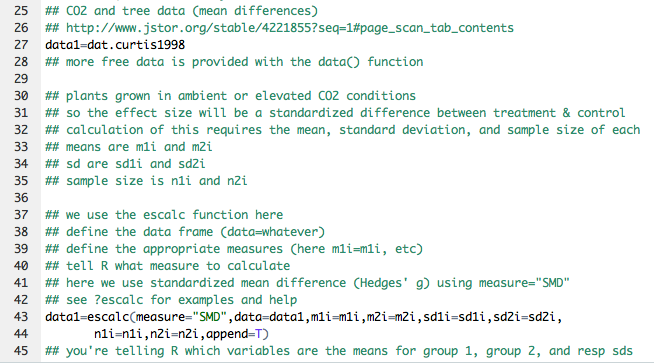 25 ## CO2 and tree data (mean differences)
26 ## http://www.jstor.org/stable/4221855?seq=1#page_scan_tab_contents
27 data1=dat.curtis1998
28 ## more free data is provided with the data() function
29
30 ## plants grown in ambient or elevated CO2 conditions
31 ## so the effect size will be a standardized difference between treatment & control
32 ## calculation of this requires the mean, standard deviation, and sample size of each
33 ## means are m1i and m2i
34 ## sd are sd1i and sd2i
35 ## sample size is n1i and n2i
36
37 ## we use the escalc function here
38 ## define the data frame (data=whatever)
39 ## define the appropriate measures (here m1i=m1i, etc)
40 ## tell R what measure to calculate
41 ## here we use standardized mean difference (Hedges' g) using measure="SMD"
42 ## see ?escalc for examples and help
43 data1=escalc(measure="SMD",data=data1,m1i=m1i,m2i=m2i,sd1i=sd1i,sd2i=sd2i,
44 n1i=n1i,n2i=n2i,append=T)
45 ## you're telling R which variables are the means for group 1, group 2, and resp sds